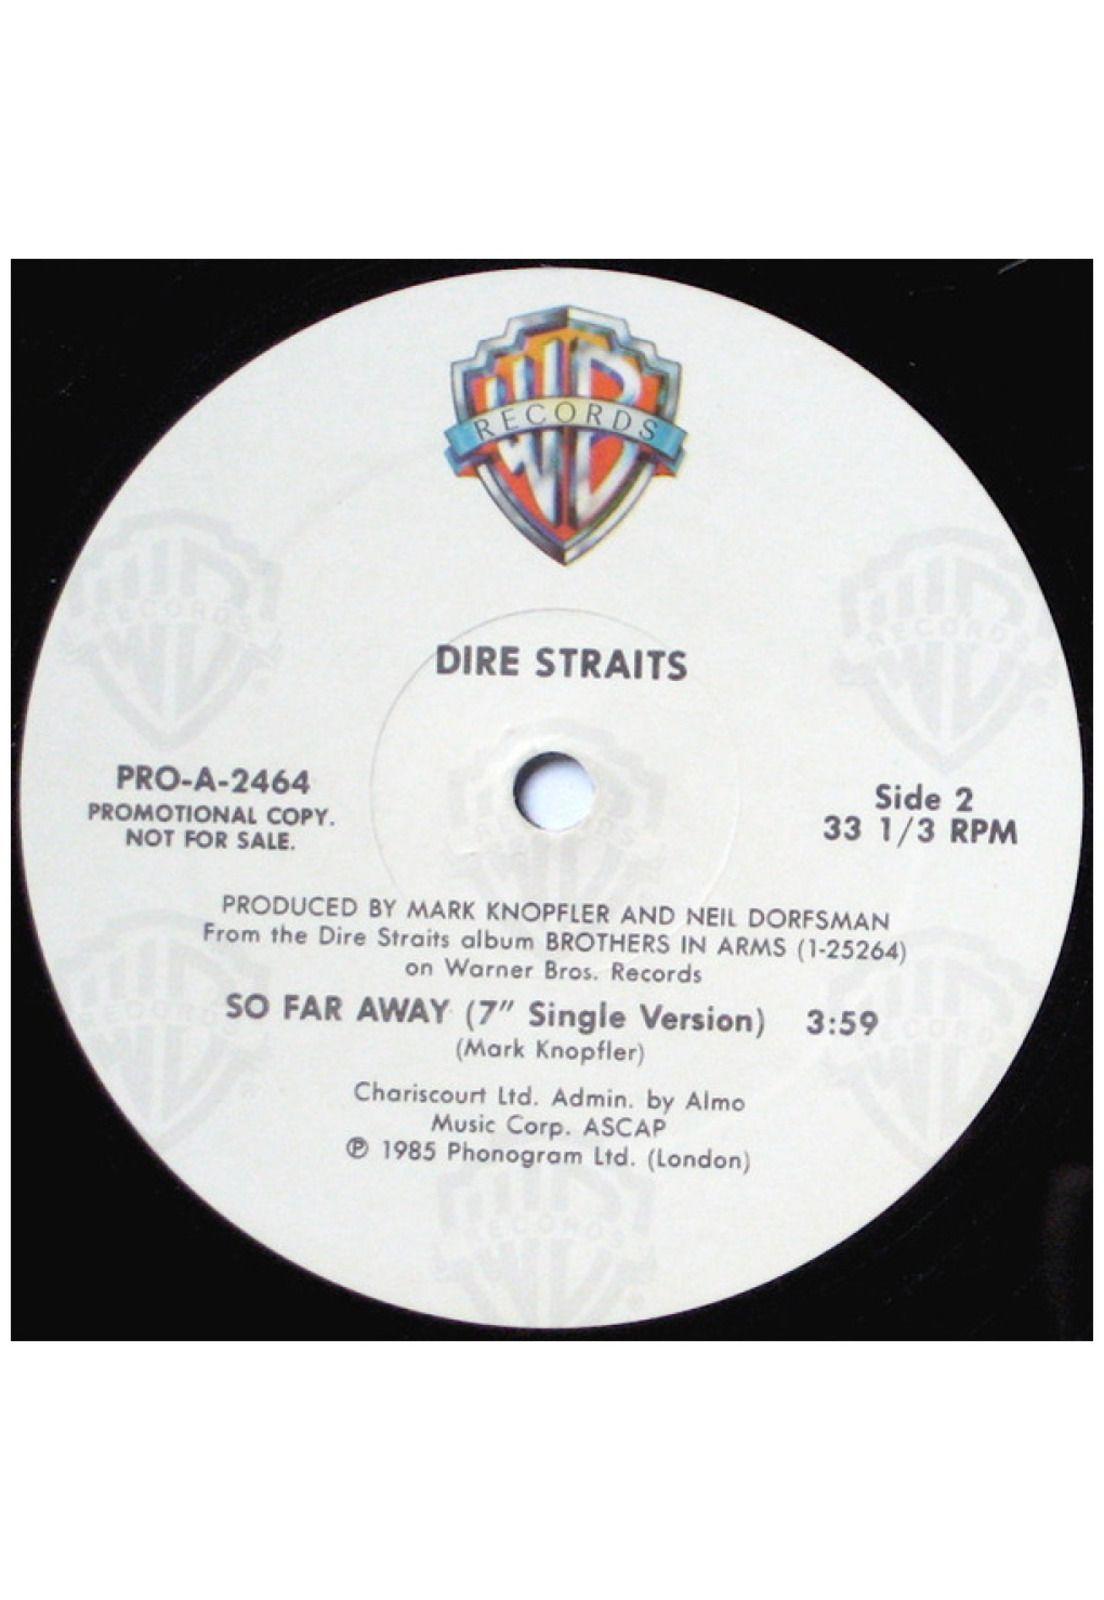 WB
RECORDS
DIRE STRAITS
PRO-A-2464
PROMOTIONAL COPY.
NOT FOR SALE.
Side 2
33 1/3 RPM
PRODUCED BY MARK KNOPFLER AND NEIL DORFSMAN
From the Dire Straits album BROTHERS IN ARMS (1-25264)
on Warner Bros. Records
SO FAR AWAY (7" Single Version) 3:59
(Mark Knopfler)
Chariscourt Ltd. Admin. by Almo
Music Corp. ASCAP
℗ 1985 Phonogram Ltd. (London)